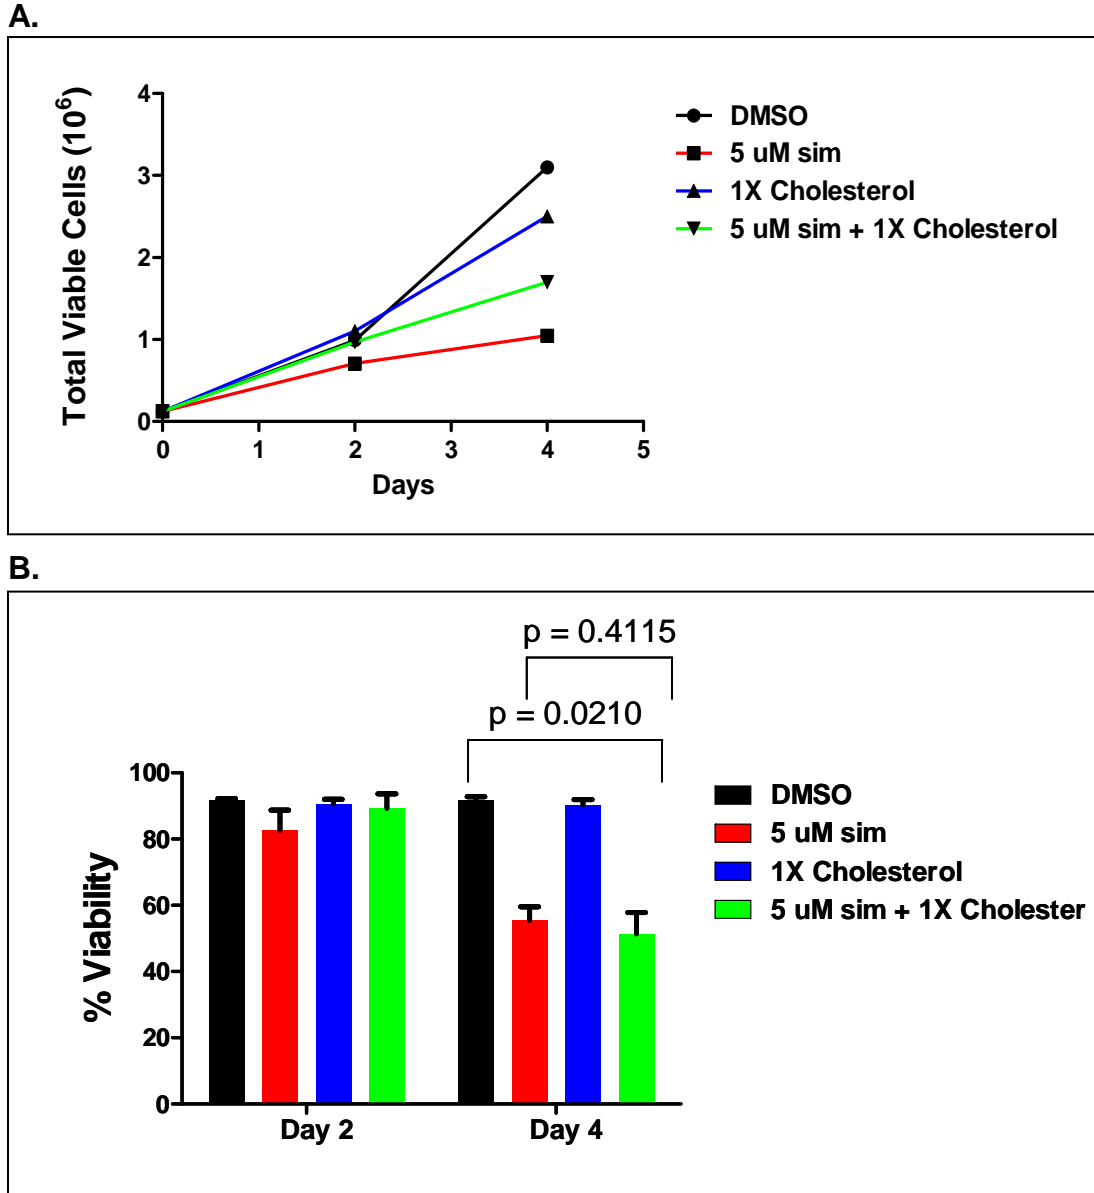 A.
Total Viable Cells (10⁶)
4
3
2
1
0
0 1 2 3 4 5
Days
DMSO
5 uM sim
1X Cholesterol
5 uM sim + 1X Cholesterol
B.
p = 0.4115
p = 0.0210
% Viability
100
80
60
40
20
0
Day 2 Day 4
DMSO
5 uM sim
1X Cholesterol
5 uM sim + 1X Cholester